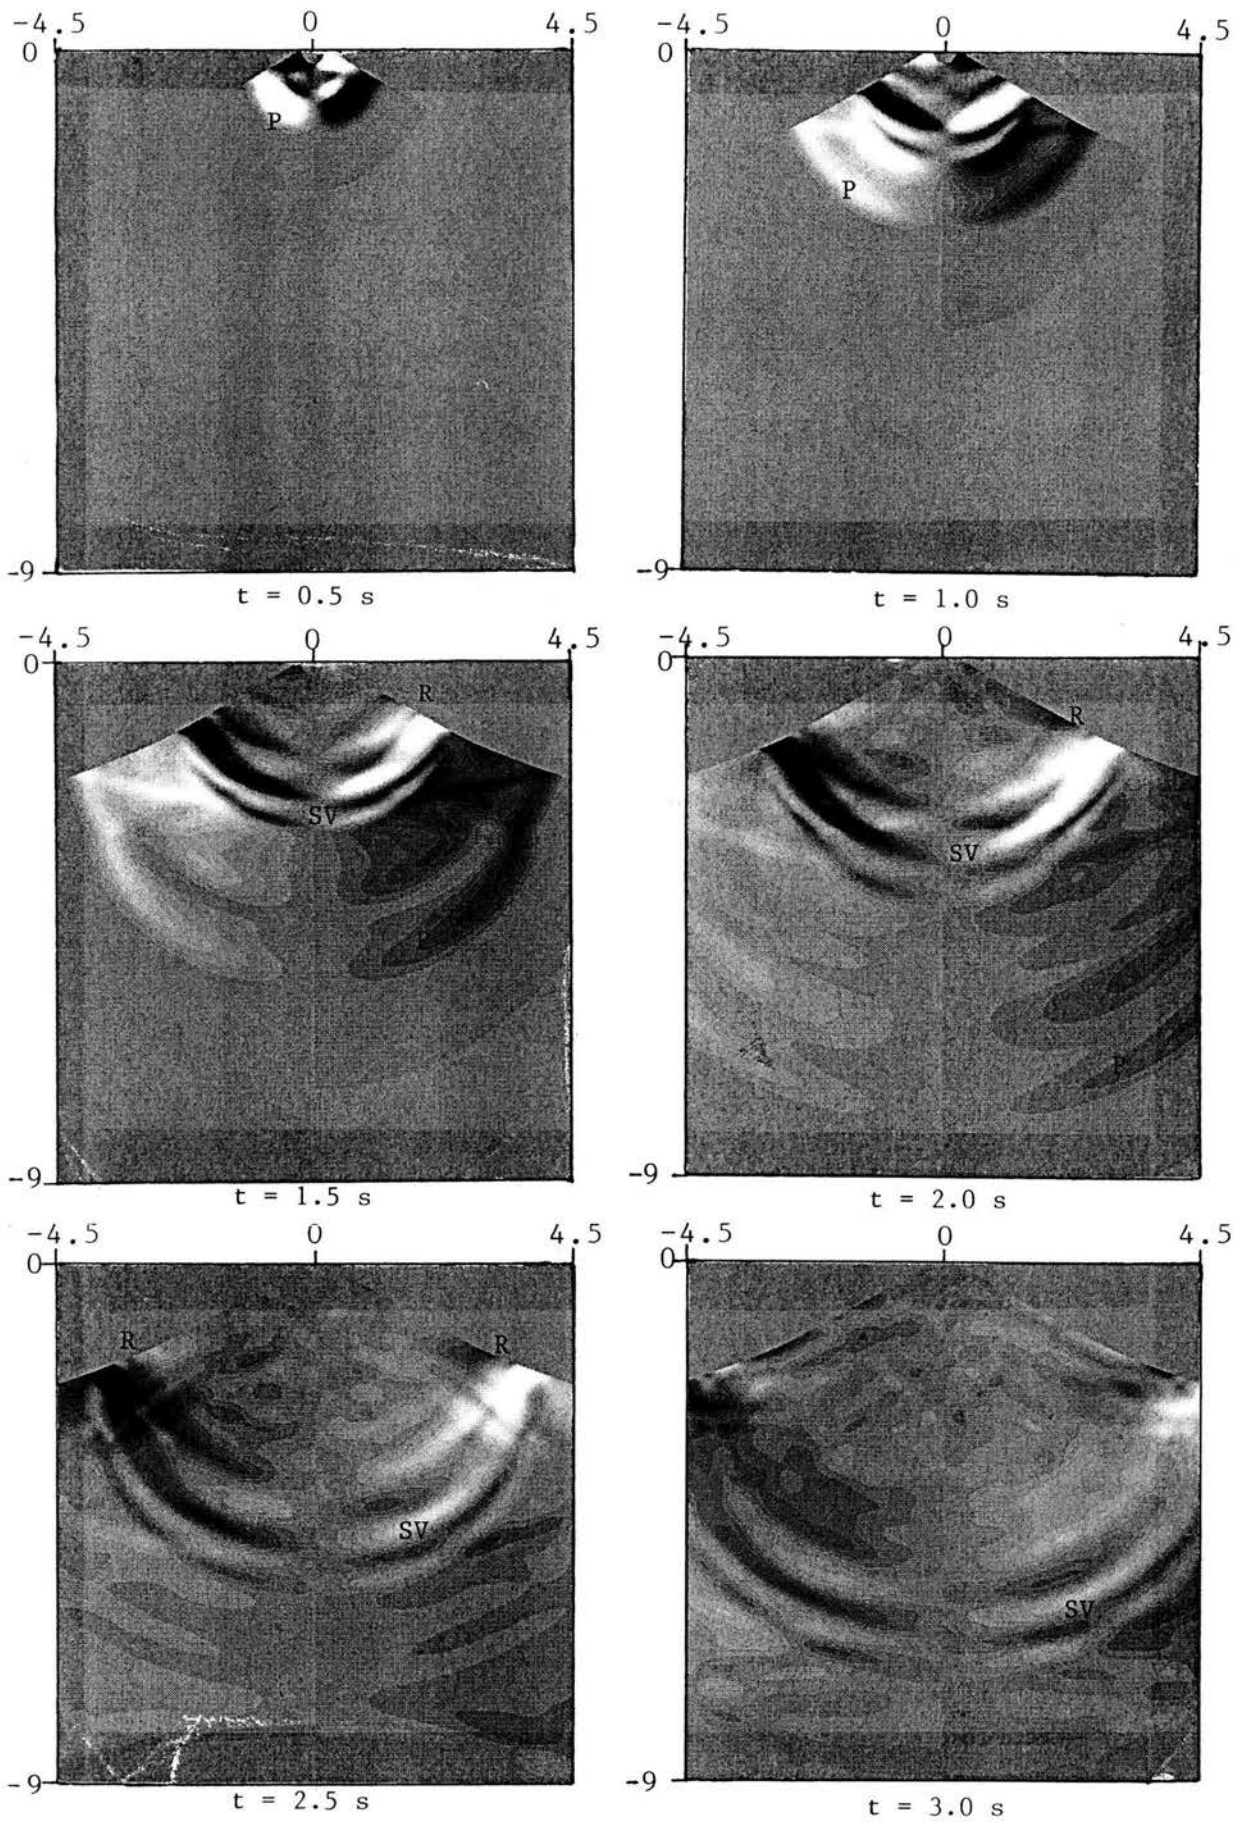 -4.5 0 4.5 -4.5 0 4.5
0 0
P P
-9 -9
t = 0.5 s t = 1.0 s
-4.5 0 4.5 -4.5 0 4.5
0 0
R R
SV SV
P
-9 -9
t = 1.5 s t = 2.0 s
-4.5 0 4.5 -4.5 0 4.5
0 0
R R
SV SV
-9 -9
t = 2.5 s t = 3.0 s